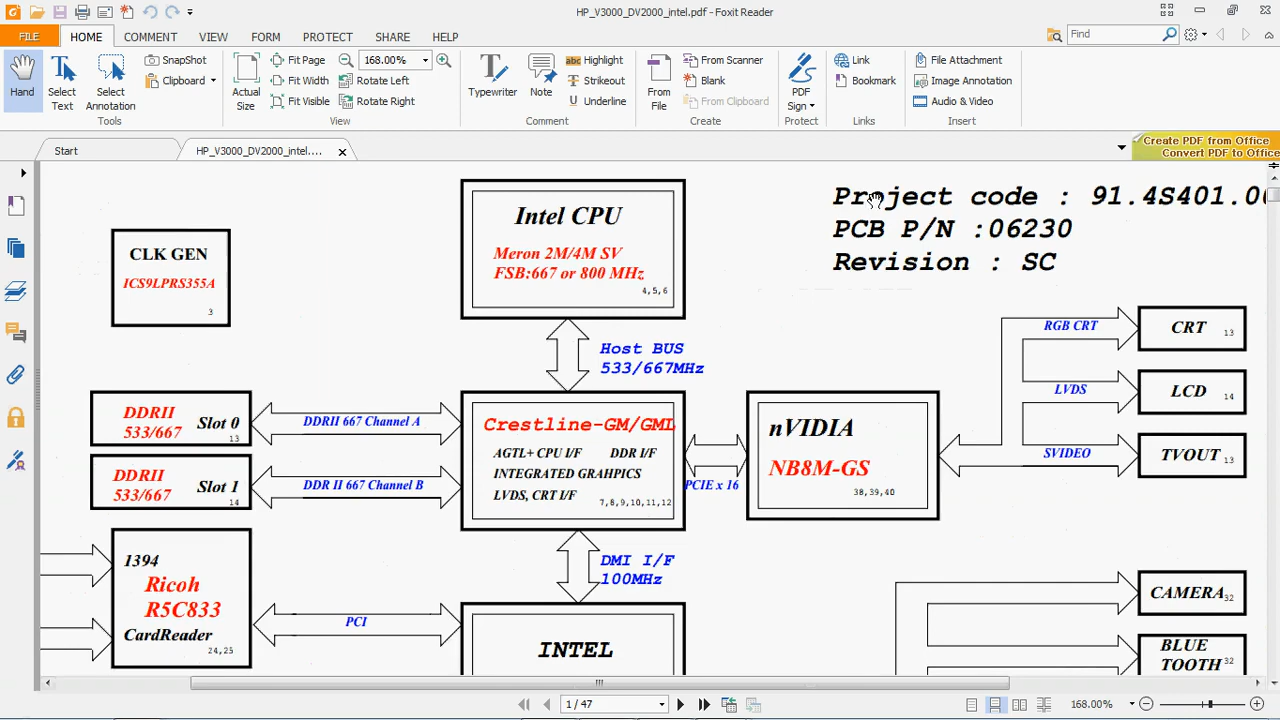 HP_V3000_DV2000_intel.pdf - Foxit Reader
FILE HOME COMMENT VIEW FORM PROTECT SHARE HELP
Find
Hand
Select Text
Select Annotation
SnapShot
Clipboard
Tools
Actual Size
Fit Page
Fit Width
Fit Visible
168.00%
Rotate Left
Rotate Right
View
Typewriter
Note
Highlight
Strikeout
Underline
Comment
From File
From Scanner
Blank
From Clipboard
Create
PDF Sign
Protect
Link
Bookmark
Links
File Attachment
Image Annotation
Audio & Video
Insert
Start
HP_V3000_DV2000_intel....
Create PDF from Office
Convert PDF to Office
Project code : 91.4S401.00
PCB P/N :06230
Revision : SC
CLK GEN
ICS9LPRS355A
3
Intel CPU
Meron 2M/4M SV
FSB:667 or 800 MHz
4,5,6
Host BUS
533/667MHz
RGB CRT
CRT 13
LVDS
LCD 14
SVIDEO
TVOUT 13
DDRII
533/667
Slot 0
13
DDRII 667 Channel A
DDRII
533/667
Slot 1
14
DDR II 667 Channel B
Crestline-GM/GML
AGTL+ CPU I/F DDR I/F
INTEGRATED GRAHPICS
LVDS, CRT I/F
7,8,9,10,11,12
PCIE x 16
nVIDIA
NB8M-GS
38,39,40
DMI I/F
100MHz
1394
Ricoh
R5C833
CardReader
24,25
PCI
INTEL
CAMERA 32
BLUE
TOOTH 32
1 / 47
168.00%